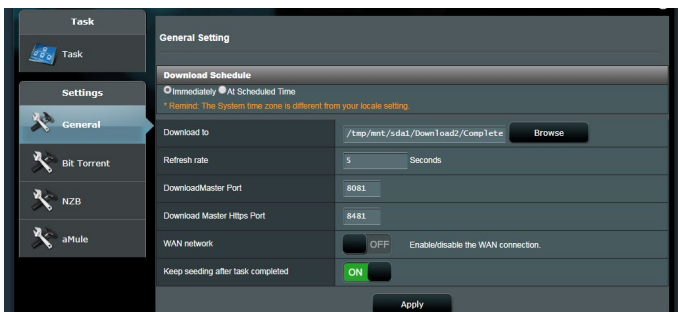 Task
Task
Settings
General
Bit Torrent
NZB
aMule
General Setting
Download Schedule
Immediately At Scheduled Time
* Remind: The System time zone is different from your locale setting.
Download to /tmp/mnt/sda1/Download2/Complete Browse
Refresh rate 5 Seconds
DownloadMaster Port 8081
Download Master Https Port 8481
WAN network OFF Enable/disable the WAN connection.
Keep seeding after task completed ON
Apply